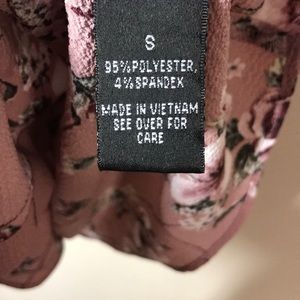 S
95%POLYESTER,
4%SPANDEX
MADE IN VIETNAM
SEE OVER FOR
CARE